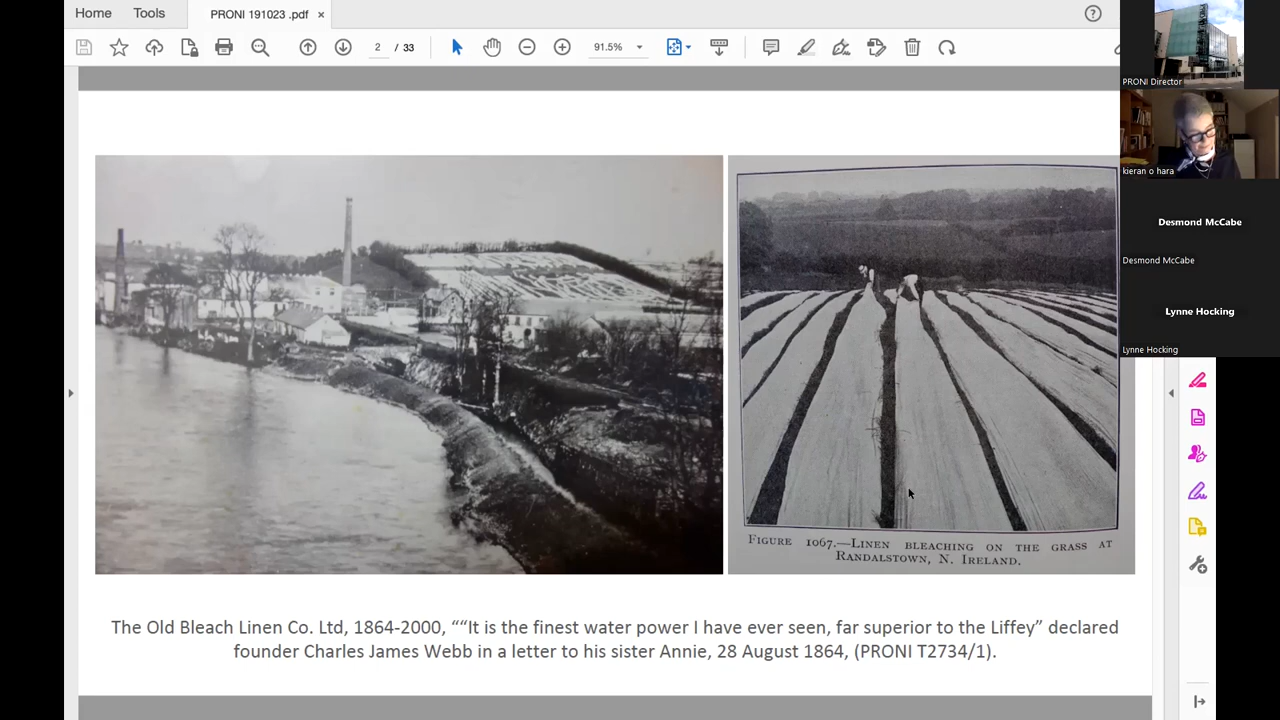 Home
Tools
PRONI 191023 .pdf
2 / 33
91.5%
PRONI Director
kieran o hara
Desmond McCabe
Desmond McCabe
Lynne Hocking
Lynne Hocking
FIGURE 1067.—LINEN BLEACHING ON THE GRASS AT
RANDALSTOWN, N. IRELAND.
The Old Bleach Linen Co. Ltd, 1864-2000, ““It is the finest water power I have ever seen, far superior to the Liffey” declared
founder Charles James Webb in a letter to his sister Annie, 28 August 1864, (PRONI T2734/1).